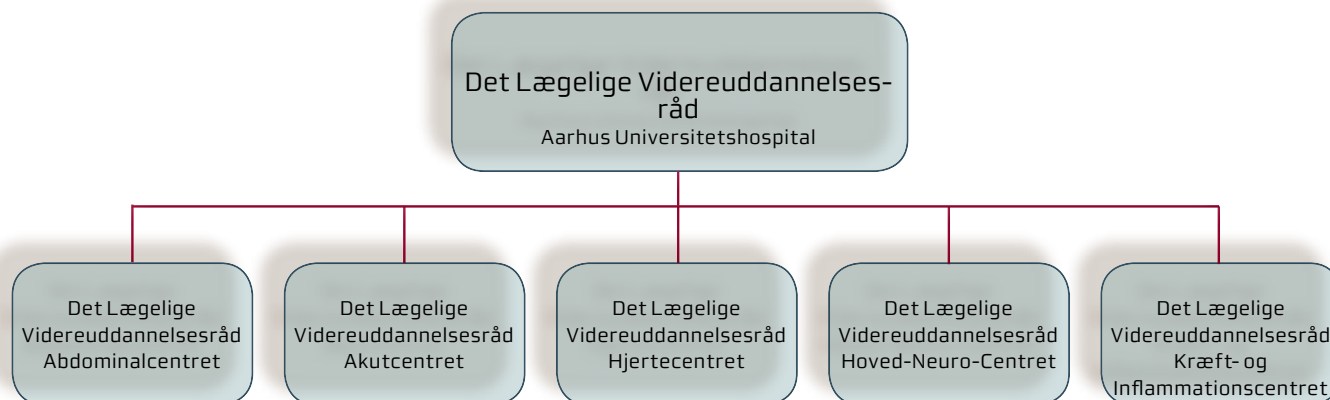 Det Lægelige Videreuddannelses-
råd
Aarhus Universitetshospital
Det Lægelige
Videreuddannelsesråd
Abdominalcentret
Det Lægelige
Videreuddannelsesråd
Akutcentret
Det Lægelige
Videreuddannelsesråd
Hjertecentret
Det Lægelige
Videreuddannelsesråd
Hoved-Neuro-Centret
Det Lægelige
Videreuddannelsesråd
Kræft- og
Inflammationscentret